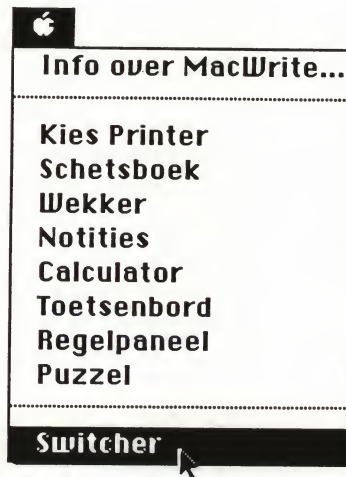 Info over MacWrite...
Kies Printer
Schetsboek
Wekker
Notities
Calculator
Toetsenbord
Regelpaneel
Puzzel
Switcher